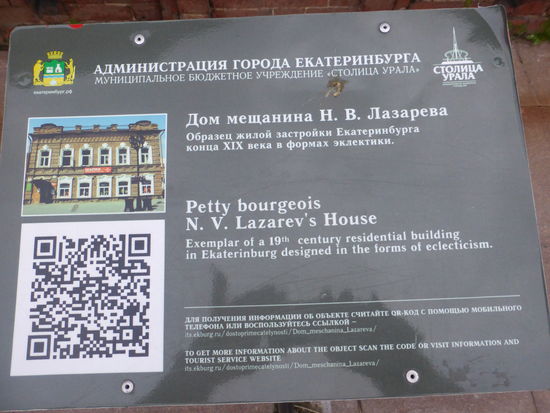 АДМИНИСТРАЦИЯ ГОРОДА ЕКАТЕРИНБУРГА
МУНИЦИПАЛЬНОЕ БЮДЖЕТНОЕ УЧРЕЖДЕНИЕ «СТОЛИЦА УРАЛА»
екатеринбург.рф
СТОЛИЦА
УРАЛА
Дом мещанина Н. В. Лазарева
Образец жилой застройки Екатеринбурга
конца XIX века в формах эклектики.
Petty bourgeois
N. V. Lazarev's House
Exemplar of a 19th century residential building
in Ekaterinburg designed in the forms of eclecticism.
ДЛЯ ПОЛУЧЕНИЯ ИНФОРМАЦИИ ОБ ОБЪЕКТЕ СЧИТАЙТЕ QR-КОД С ПОМОЩЬЮ МОБИЛЬНОГО
ТЕЛЕФОНА ИЛИ ВОСПОЛЬЗУЙТЕСЬ ССЫЛКОЙ –
its.ekburg.ru / dostoprimecatelynosti/Dom_meschanina_Lazareva/
TO GET MORE INFORMATION ABOUT THE OBJECT SCAN THE CODE OR VISIT INFORMATION AND
TOURIST SERVICE WEBSITE
its.ekburg.ru / dostoprimecatelynosti/Dom_meschanina_Lazareva/